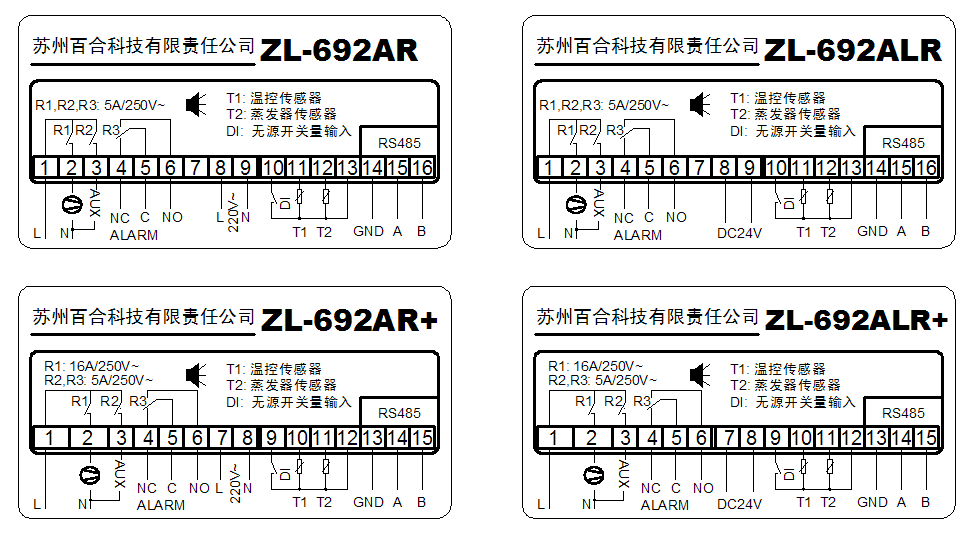 苏州百合科技有限责任公司 ZL-692AR
R1,R2,R3: 5A/250V~
T1: 温控传感器
T2: 蒸发器传感器
DI: 无源开关量输入
R1 R2 R3
RS485
1 2 3 4 5 6 7 8 9 10 11 12 13 14 15 16
AUX
NC C NO
L 220V~ N
DI
L N
ALARM
T1 T2
GND A B
苏州百合科技有限责任公司 ZL-692ALR
R1,R2,R3: 5A/250V~
T1: 温控传感器
T2: 蒸发器传感器
DI: 无源开关量输入
R1 R2 R3
RS485
1 2 3 4 5 6 7 8 9 10 11 12 13 14 15 16
AUX
NC C NO
DI
L N
ALARM
DC24V
T1 T2
GND A B
苏州百合科技有限责任公司 ZL-692AR+
R1: 16A/250V~
R2,R3: 5A/250V~
T1: 温控传感器
T2: 蒸发器传感器
DI: 无源开关量输入
R1 R2 R3
RS485
1 2 3 4 5 6 7 8 9 10 11 12 13 14 15
AUX
NC C NO
L 220V~ N
DI
L N
ALARM
T1 T2
GND A B
苏州百合科技有限责任公司 ZL-692ALR+
R1: 16A/250V~
R2,R3: 5A/250V~
T1: 温控传感器
T2: 蒸发器传感器
DI: 无源开关量输入
R1 R2 R3
RS485
1 2 3 4 5 6 7 8 9 10 11 12 13 14 15
AUX
NC C NO
DI
L N
ALARM
DC24V
T1 T2
GND A B